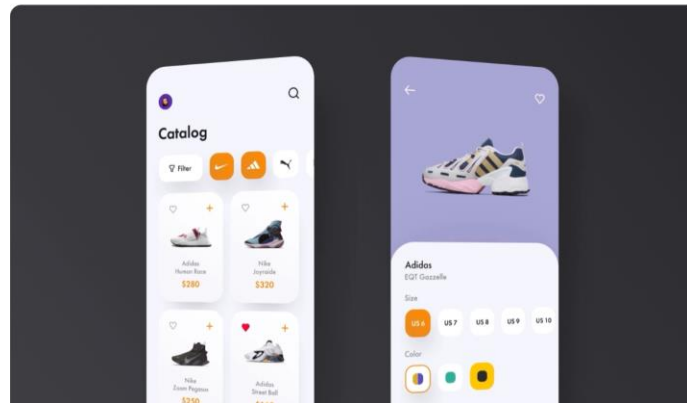 Catalog
Filter
Adidas
Human Race
$280
Nike
Joyride
$320
Nike
Zoom Pegasus
$250
Adidas
Street Ball
Adidas
EQT Gazzelle
Size
US 6
US 7
US 8
US 9
US 10
Color